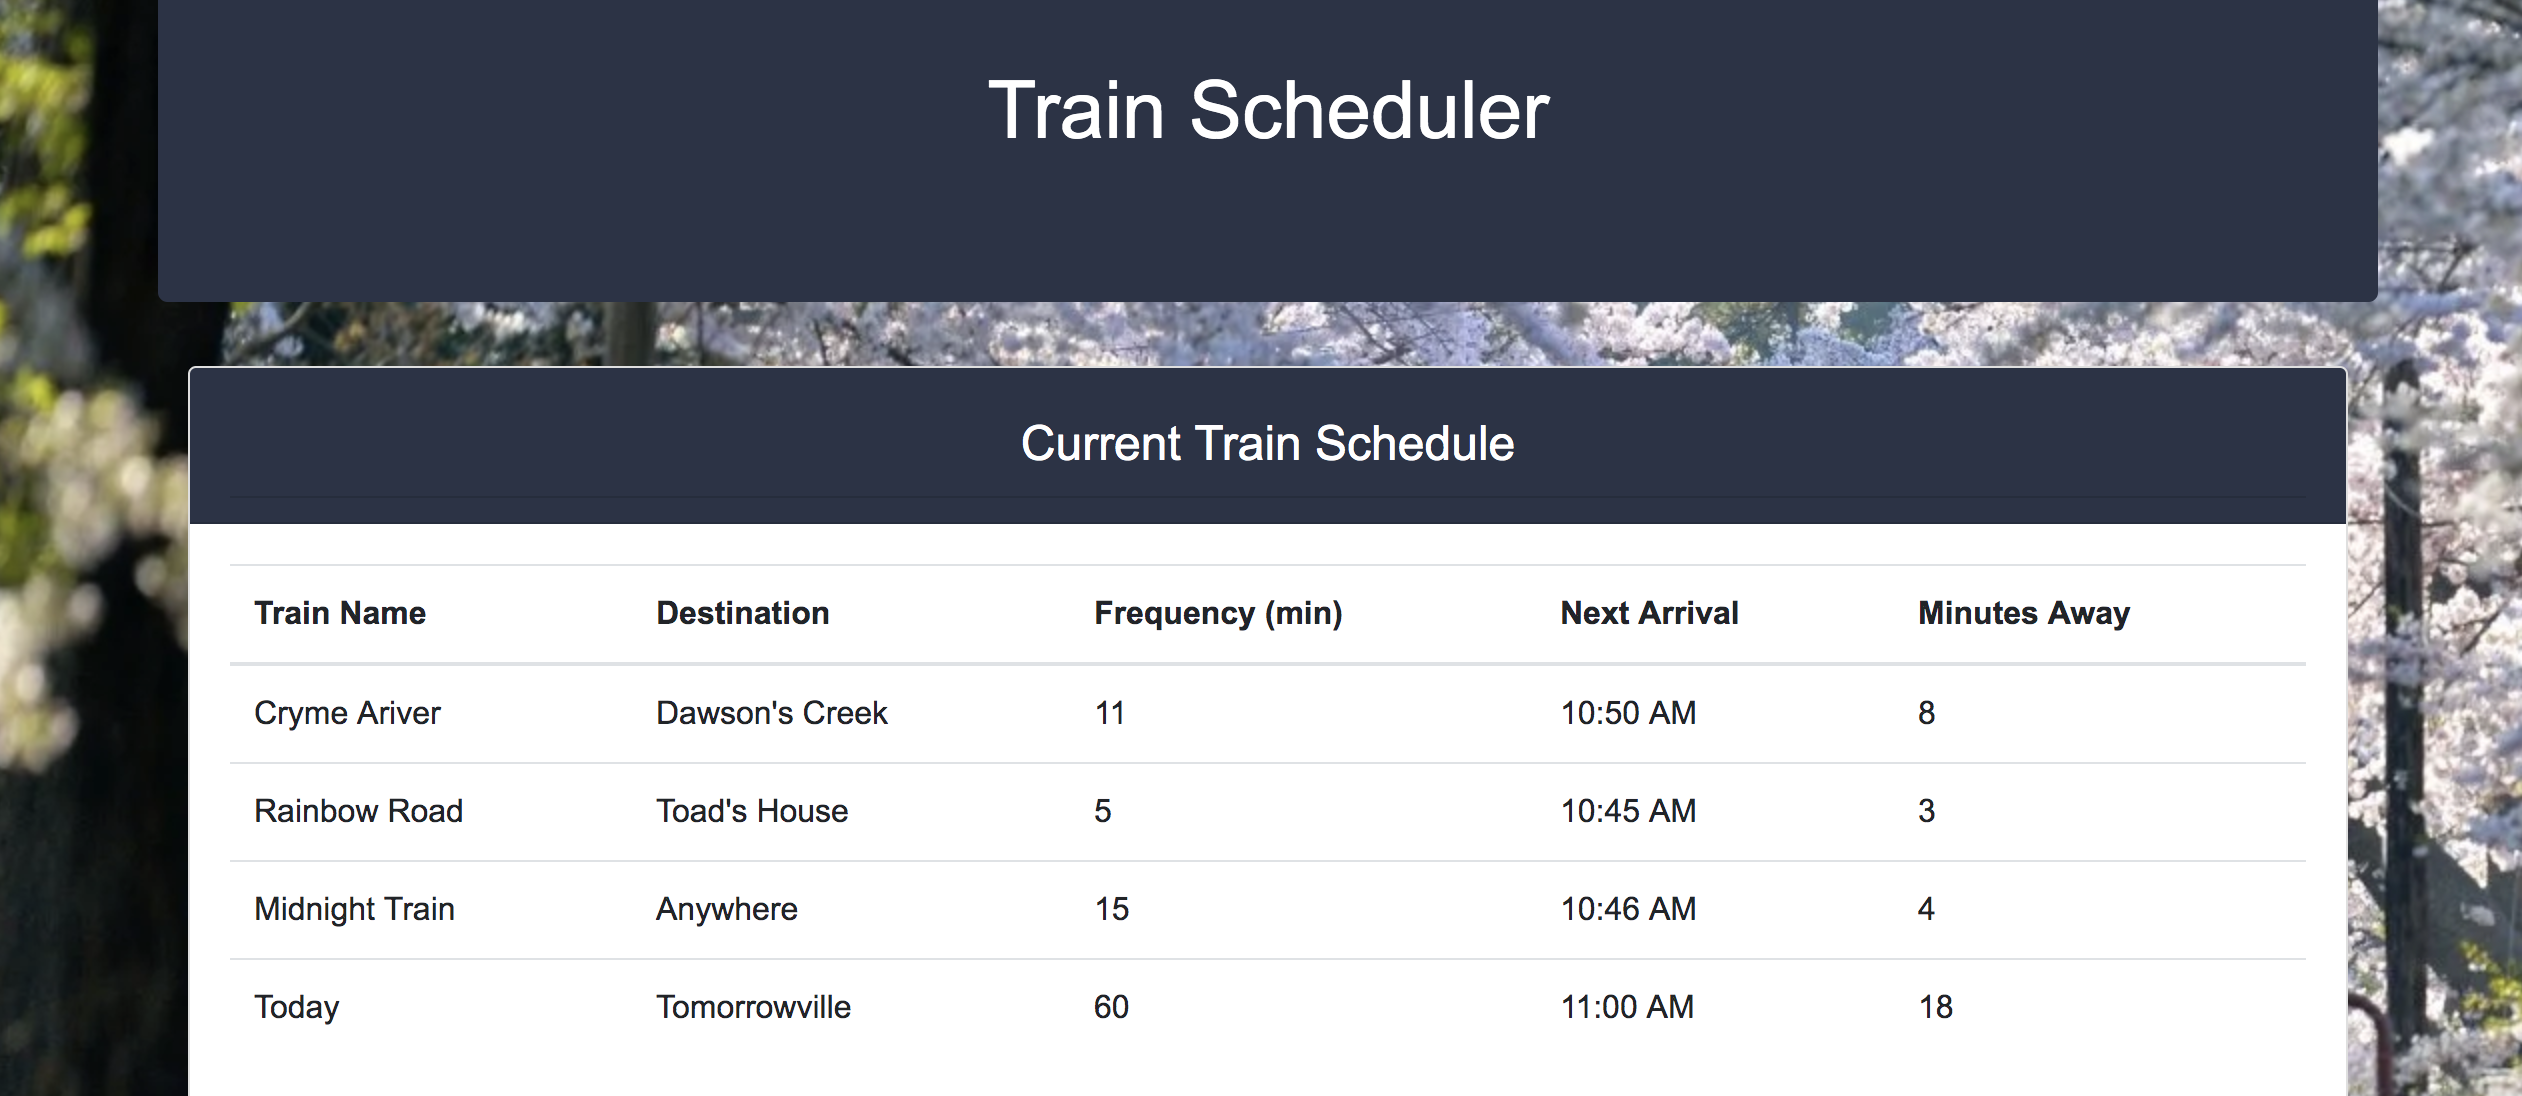 Train Scheduler
Current Train Schedule
Train Name Destination Frequency (min) Next Arrival Minutes Away
Cryme Ariver Dawson's Creek 11 10:50 AM 8
Rainbow Road Toad's House 5 10:45 AM 3
Midnight Train Anywhere 15 10:46 AM 4
Today Tomorrowville 60 11:00 AM 18